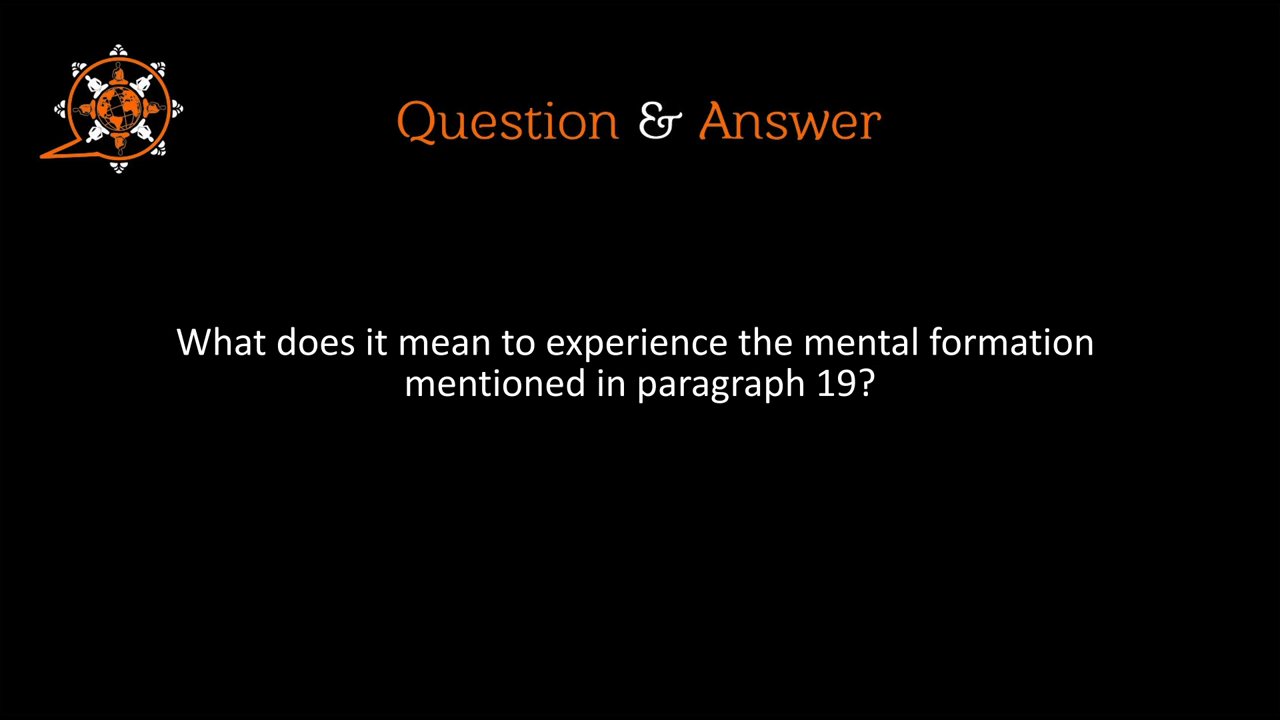 Question & Answer
What does it mean to experience the mental formation
mentioned in paragraph 19?